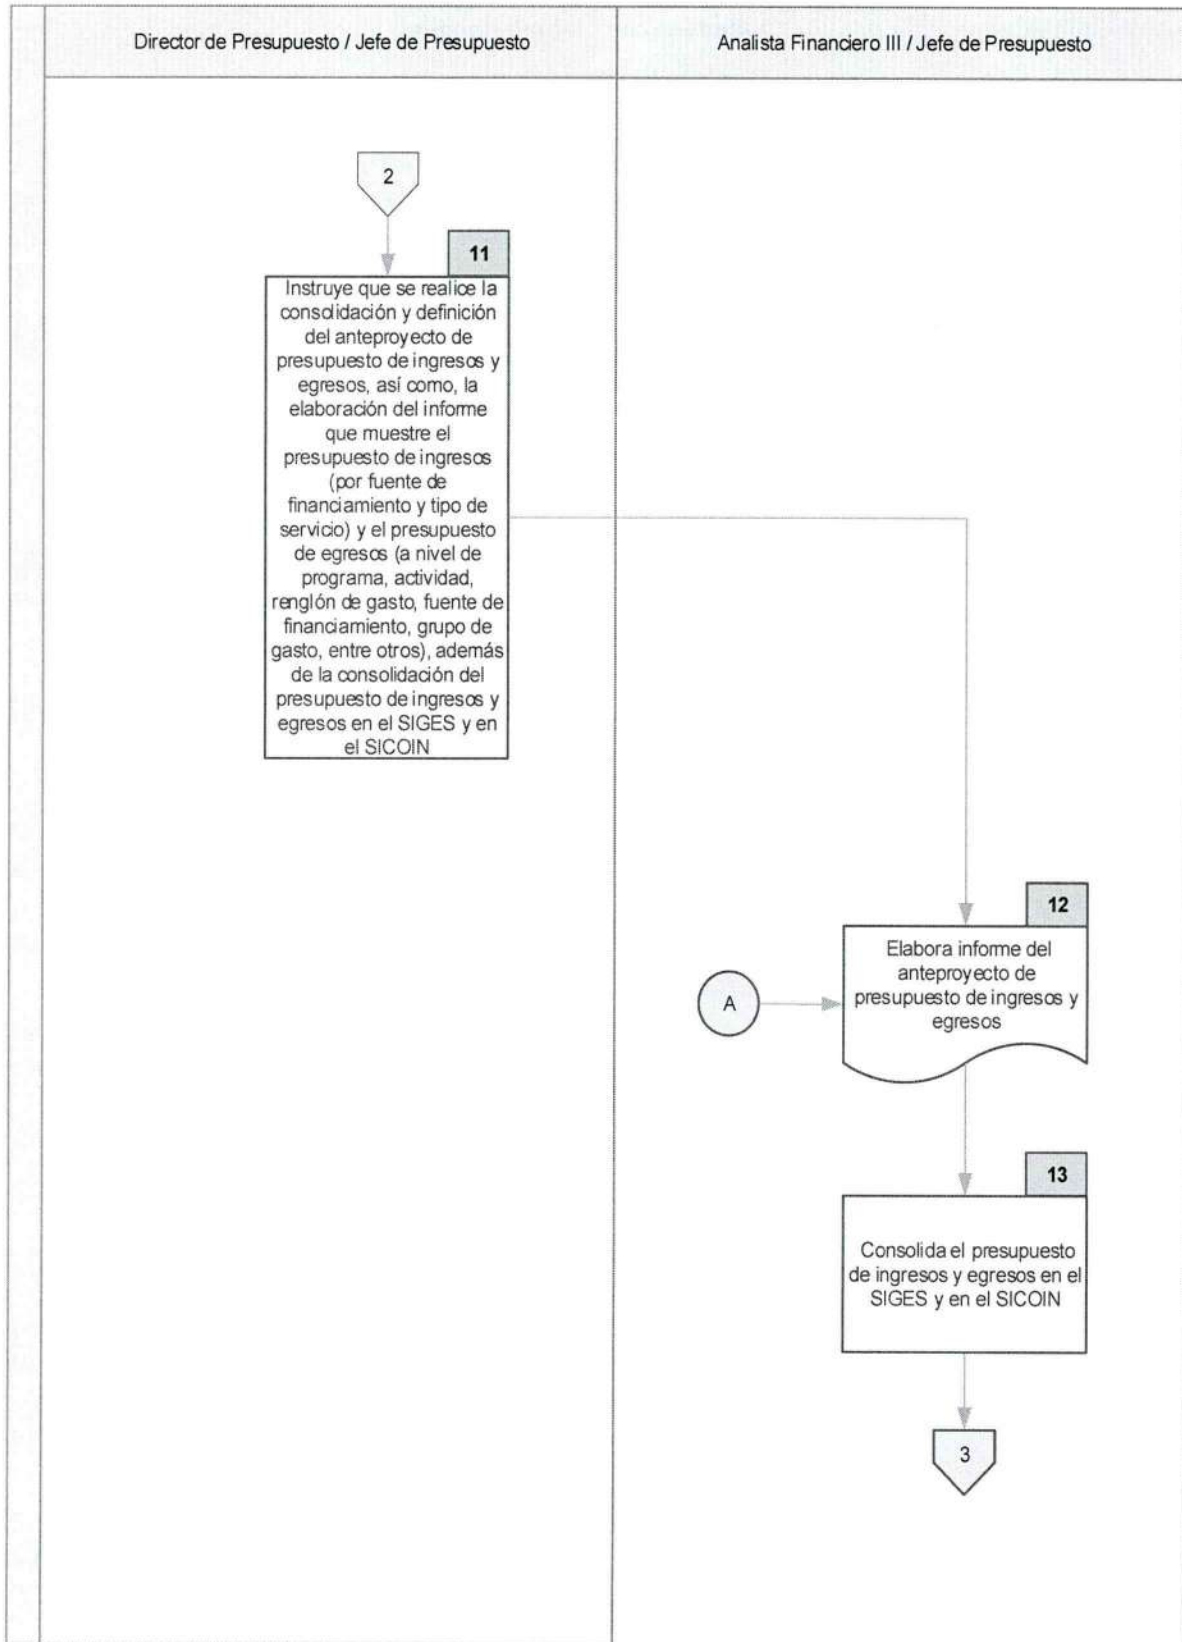 Director de Presupuesto / Jefe de Presupuesto
Analista Financiero III / Jefe de Presupuesto
2
11
Instruye que se realice la
consolidación y definición
del anteproyecto de
presupuesto de ingresos y
egresos, así como, la
elaboración del informe
que muestre el
presupuesto de ingresos
(por fuente de
financiamiento y tipo de
servicio) y el presupuesto
de egresos (a nivel de
programa, actividad,
renglón de gasto, fuente de
financiamiento, grupo de
gasto, entre otros), además
de la consolidación del
presupuesto de ingresos y
egresos en el SIGES y en
el SICOIN
12
Elabora informe del
anteproyecto de
presupuesto de ingresos y
egresos
A
13
Consolida el presupuesto
de ingresos y egresos en el
SIGES y en el SICOIN
3